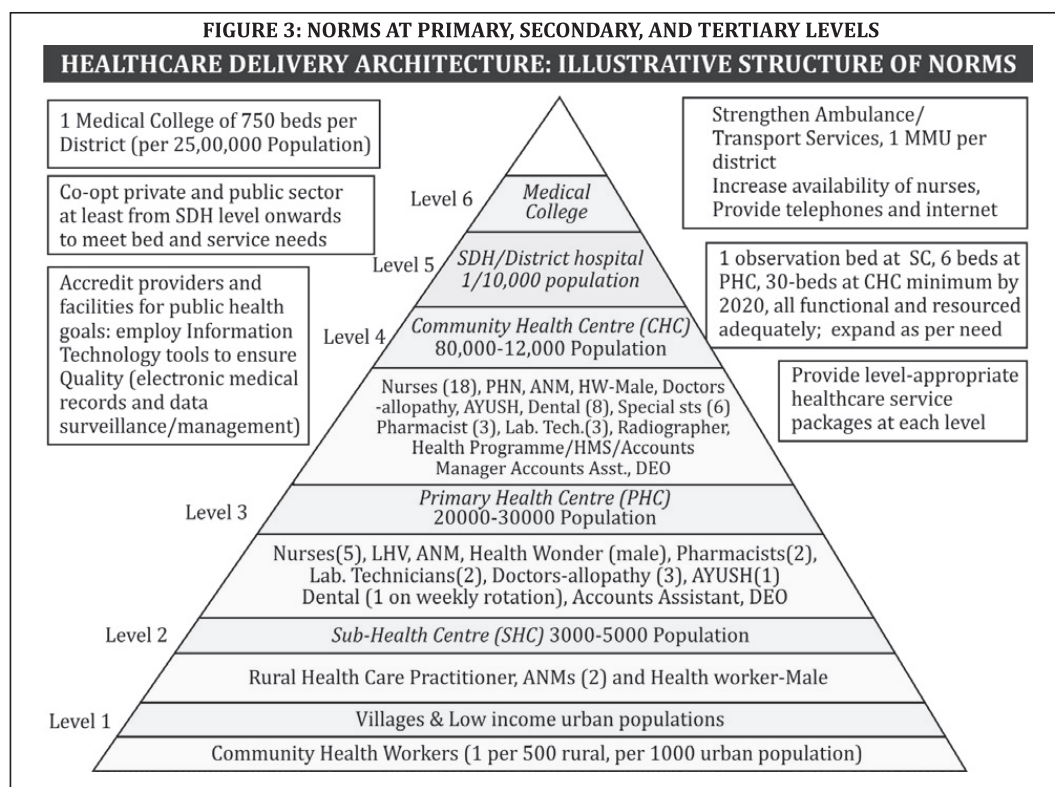 FIGURE 3: NORMS AT PRIMARY, SECONDARY, AND TERTIARY LEVELS
HEALTHCARE DELIVERY ARCHITECTURE: ILLUSTRATIVE STRUCTURE OF NORMS
1 Medical College of 750 beds per
District (per 25,00,000 Population)
Co-opt private and public sector
at least from SDH level onwards
to meet bed and service needs
Accredit providers and
facilities for public health
goals: employ Information
Technology tools to ensure
Quality (electronic medical
records and data
surveillance/management)
Strengthen Ambulance/
Transport Services, 1 MMU per
district
Increase availability of nurses,
Provide telephones and internet
1 observation bed at SC, 6 beds at
PHC, 30-beds at CHC minimum by
2020, all functional and resourced
adequately; expand as per need
Provide level-appropriate
healthcare service
packages at each level
Level 6
Medical
College
Level 5
SDH/District hospital
1/10,000 population
Level 4
Community Health Centre (CHC)
80,000-12,000 Population
Nurses (18), PHN, ANM, HW-Male, Doctors
-allopathy, AYUSH, Dental (8), Special sts (6)
Pharmacist (3), Lab. Tech.(3), Radiographer,
Health Programme/HMS/Accounts
Manager Accounts Asst., DEO
Level 3
Primary Health Centre (PHC)
20000-30000 Population
Nurses(5), LHV, ANM, Health Wonder (male), Pharmacists(2),
Lab. Technicians(2), Doctors-allopathy (3), AYUSH(1)
Dental (1 on weekly rotation), Accounts Assistant, DEO
Level 2
Sub-Health Centre (SHC) 3000-5000 Population
Rural Health Care Practitioner, ANMs (2) and Health worker-Male
Level 1
Villages & Low income urban populations
Community Health Workers (1 per 500 rural, per 1000 urban population)